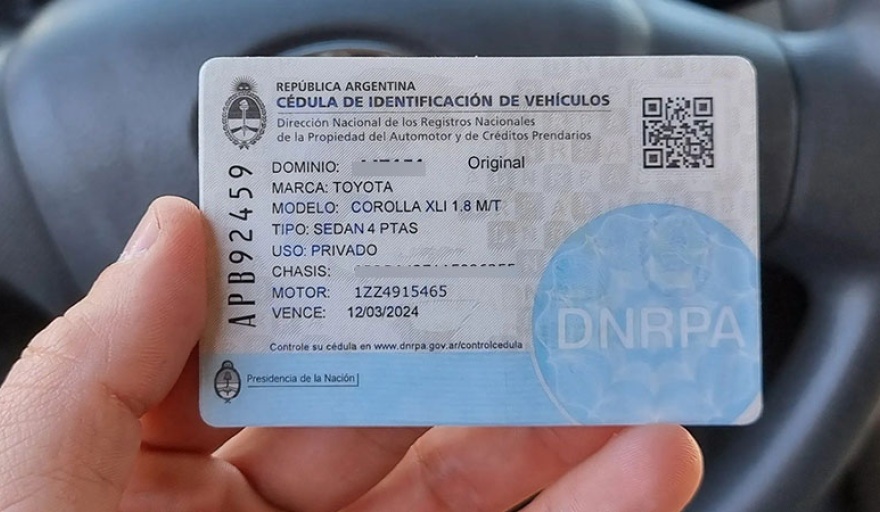 REPÚBLICA ARGENTINA
CÉDULA DE IDENTIFICACIÓN DE VEHÍCULOS
Dirección Nacional de los Registros Nacionales
de la Propiedad del Automotor y de Créditos Prendarios
DOMINIO: Original
MARCA: TOYOTA
MODELO: COROLLA XLI 1.8 M/T
TIPO: SEDAN 4 PTAS
USO: PRIVADO
CHASIS:
MOTOR: 1ZZ4915465
VENCE: 12/03/2024
Controle su cédula en www.dnrpa.gov.ar/controlcedula
Presidencia de la Nación
APB92459
DNRPA